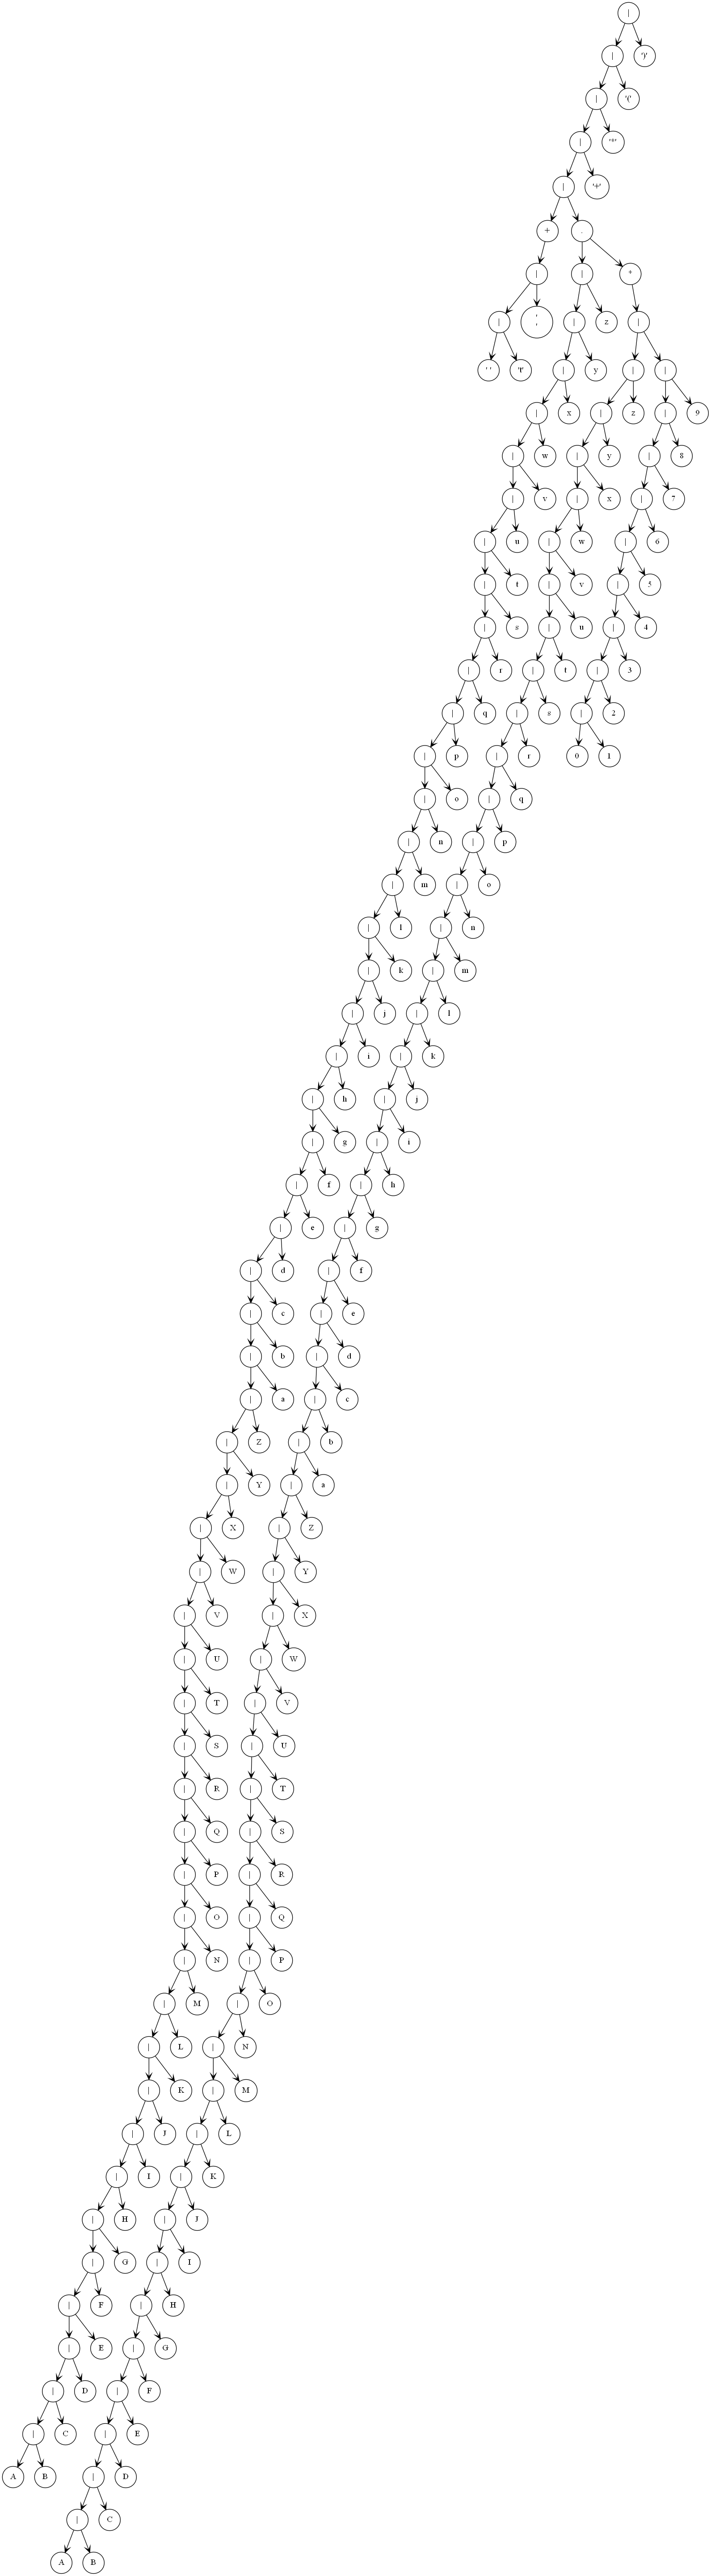 |
| ')'
| '('
| '*'
| '+'
+ .
| | *
| ' | z |
'
' ' 't' | y | z |
| x | y | 9
| w | x | 8
| v | w | 7
| u | v | 6
| t | u | 5
| s | t | 4
| r | s | 3
| q | r | 2
| p | q 0 1
| o | p
| n | o
| m | n
| l | m
| k | l
| j | k
| i | j
| h | i
| g | h
| f | g
| e | f
| d | e
| c | d
| b | c
| a | b
| Z | a
| Y | Z
| X | Y
| W | X
| V | W
| U | V
| T | U
| S | T
| R | S
| Q | R
| P | Q
| O | P
| N | O
| M | N
| L | M
| K | L
| J | K
| I | J
| H | I
| G | H
| F | G
| E | F
| D | E
| C | D
A B | C
A B